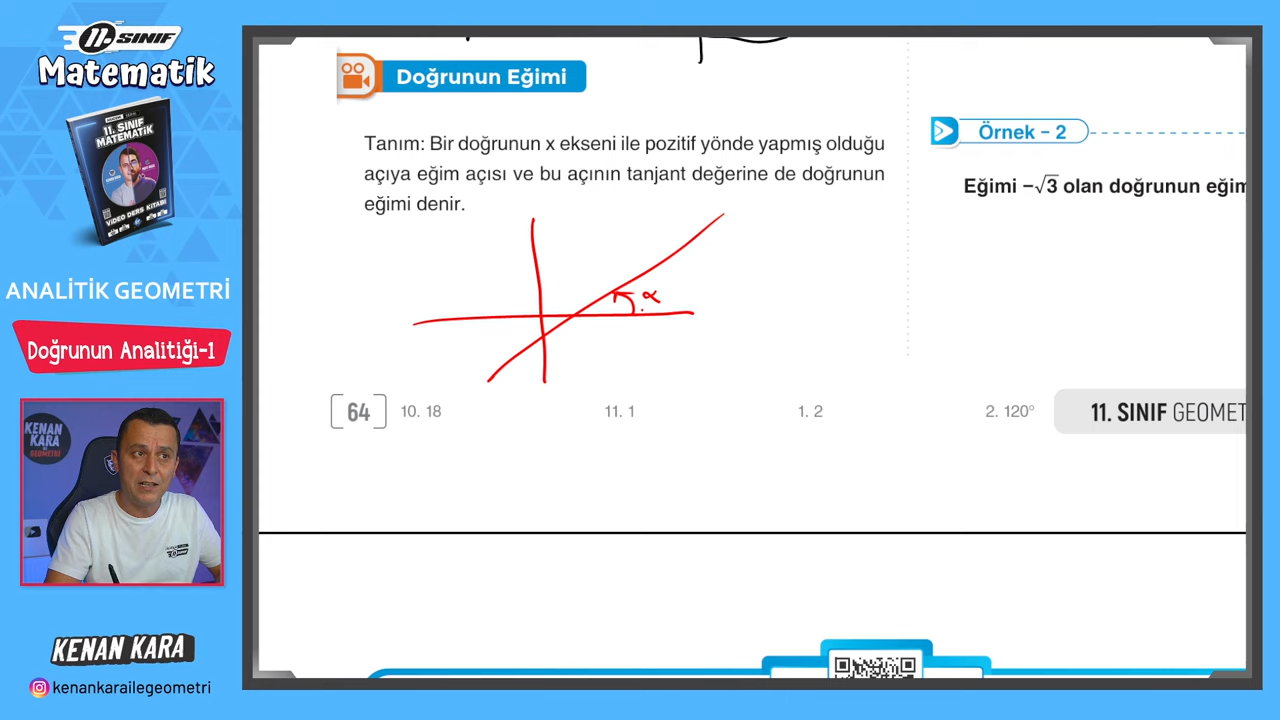 11. SINIF
Matematik
11. SINIF
MATEMATİK
VİDEO DERS KİTABI
ANALİTİK GEOMETRİ
Doğrunun Analitiği-1
KENAN
KARA
ile
GEOMETRİ
KENAN KARA
kenankarailegeometri
Doğrunun Eğimi
Tanım: Bir doğrunun x ekseni ile pozitif yönde yapmış olduğu
açıya eğim açısı ve bu açının tanjant değerine de doğrunun
eğimi denir.
α
Örnek – 2
Eğimi –√3 olan doğrunun eğim
64
10. 18
11. 1
1. 2
2. 120°
11. SINIF GEOMET